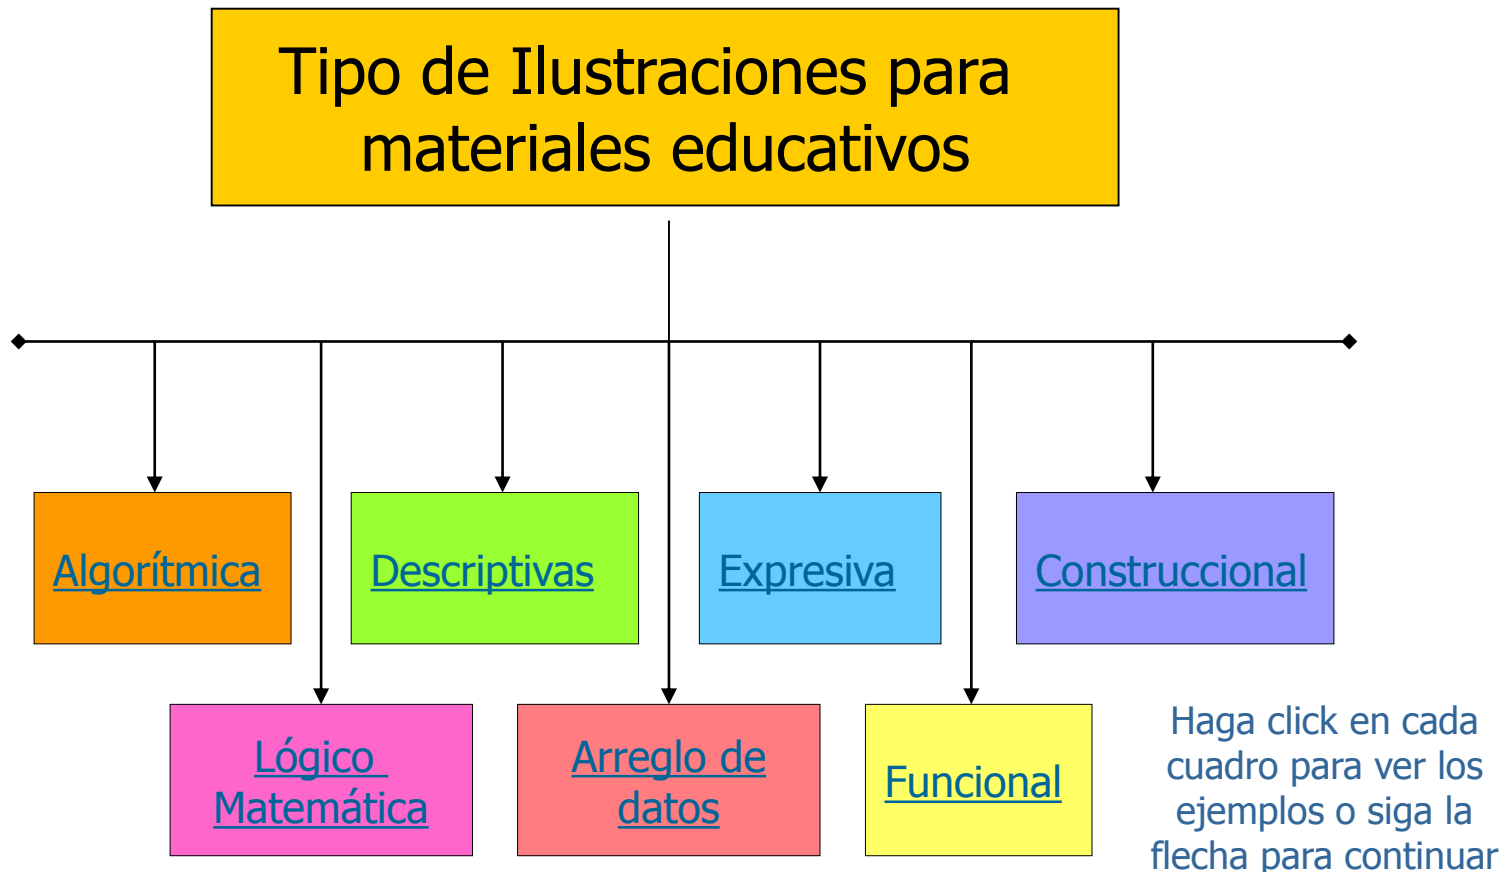 Tipo de Ilustraciones para
materiales educativos
Algorítmica
Descriptivas
Expresiva
Construccional
Lógico
Matemática
Arreglo de
datos
Funcional
Haga click en cada
cuadro para ver los
ejemplos o siga la
flecha para continuar